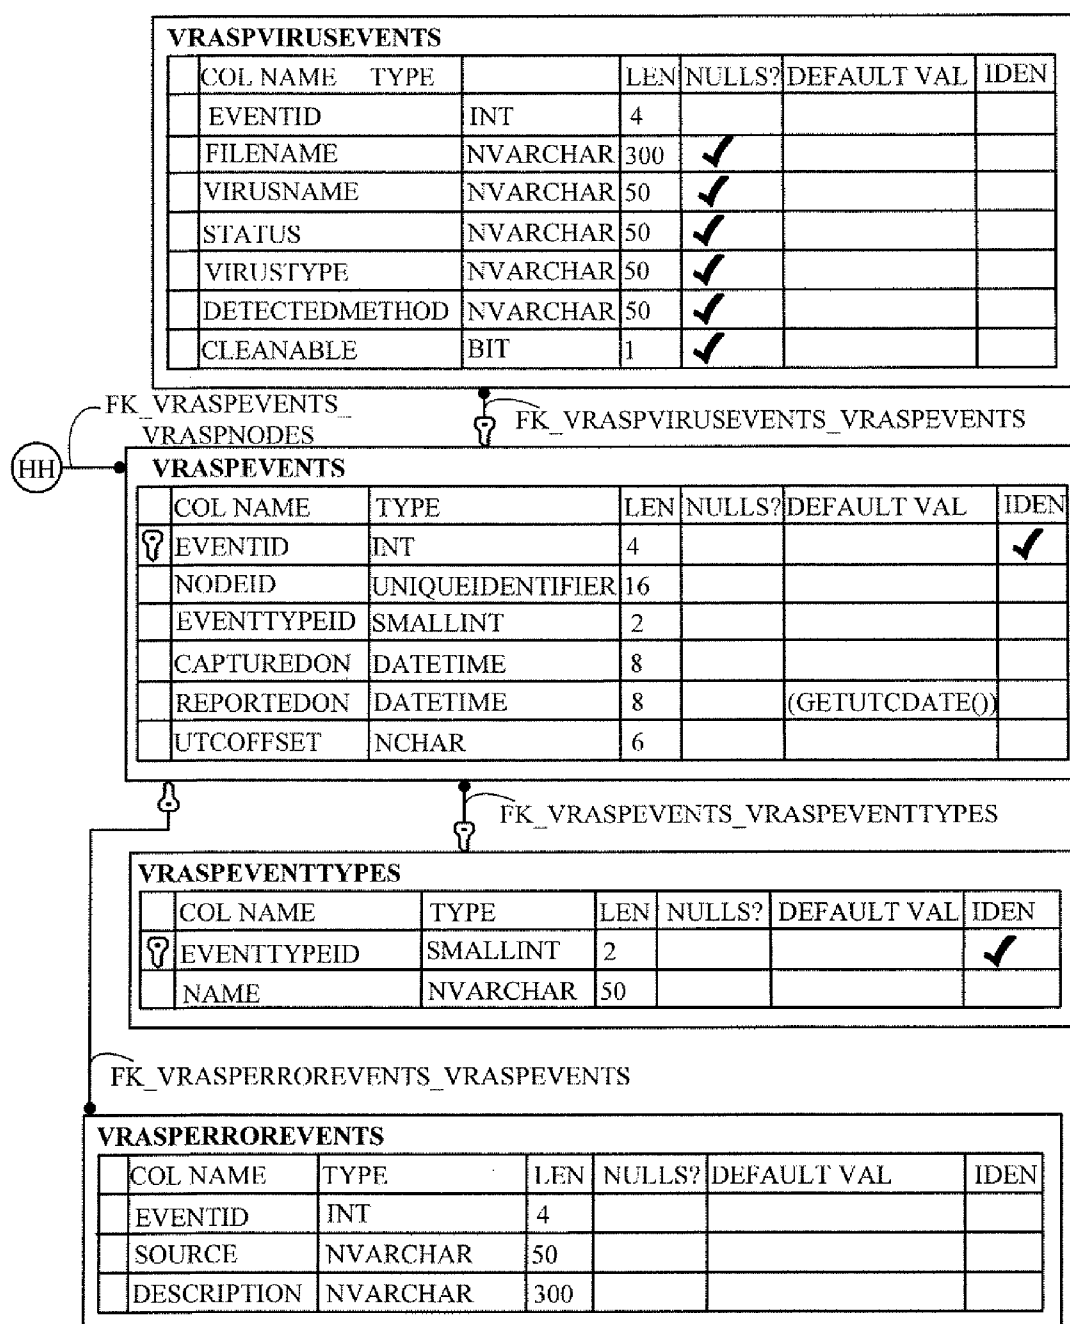 VRASPVIRUSEVENTS
COL NAME TYPE LEN NULLS? DEFAULT VAL IDEN
EVENTID INT 4
FILENAME NVARCHAR 300 ✓
VIRUSNAME NVARCHAR 50 ✓
STATUS NVARCHAR 50 ✓
VIRUSTYPE NVARCHAR 50 ✓
DETECTEDMETHOD NVARCHAR 50 ✓
CLEANABLE BIT 1 ✓
FK_VRASPEVENTS_
VRASPNODES
FK_VRASPVIRUSEVENTS_VRASPEVENTS
HH
VRASPEVENTS
COL NAME TYPE LEN NULLS? DEFAULT VAL IDEN
EVENTID INT 4 ✓
NODEID UNIQUEIDENTIFIER 16
EVENTTYPEID SMALLINT 2
CAPTUREDON DATETIME 8
REPORTEDON DATETIME 8 (GETUTCDATE())
UTCOFFSET NCHAR 6
FK_VRASPEVENTS_VRASPEVENTTYPES
VRASPEVENTTYPES
COL NAME TYPE LEN NULLS? DEFAULT VAL IDEN
EVENTTYPEID SMALLINT 2 ✓
NAME NVARCHAR 50
FK_VRASPERROREVENTS_VRASPEVENTS
VRASPERROREVENTS
COL NAME TYPE LEN NULLS? DEFAULT VAL IDEN
EVENTID INT 4
SOURCE NVARCHAR 50
DESCRIPTION NVARCHAR 300